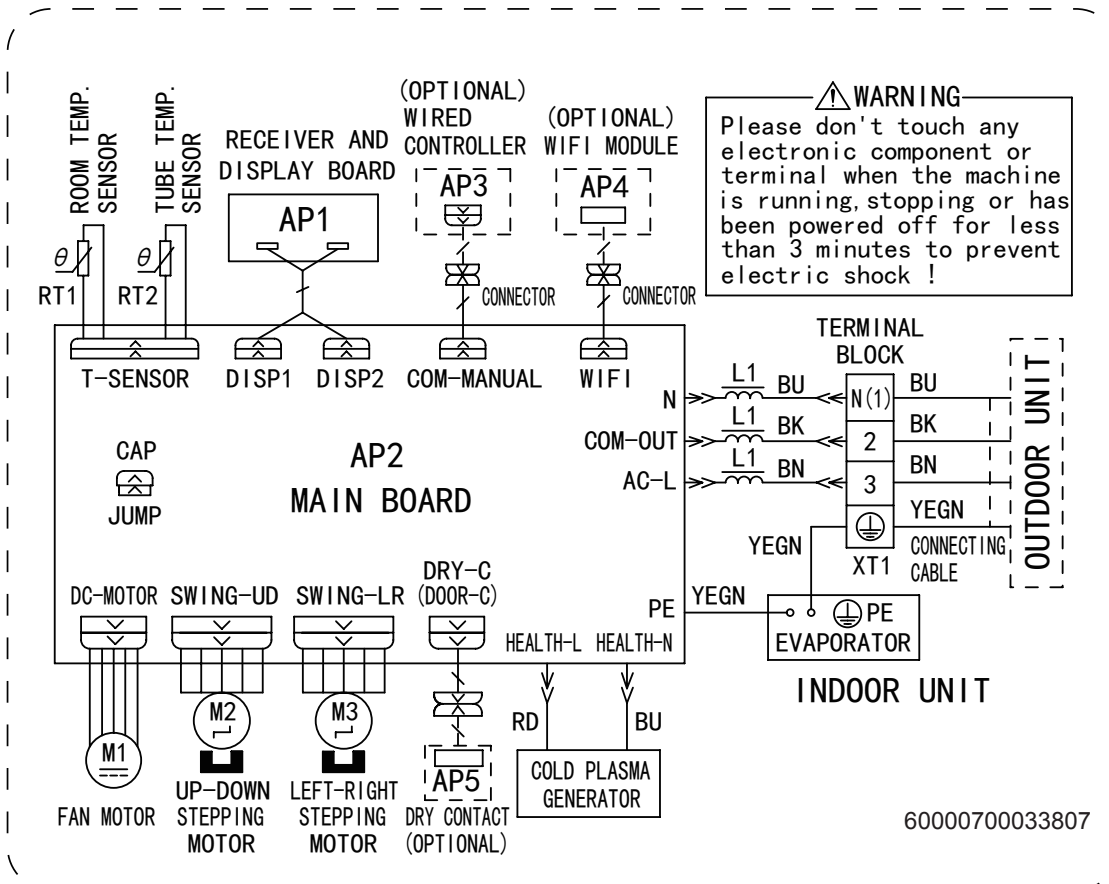 ROOM TEMP.
SENSOR
TUBE TEMP.
SENSOR
θ
RT1
θ
RT2
RECEIVER AND
DISPLAY BOARD
AP1
(OPTIONAL)
WIRED
CONTROLLER
AP3
CONNECTOR
(OPTIONAL)
WIFI MODULE
AP4
CONNECTOR
WARNING
Please don't touch any
electronic component or
terminal when the machine
is running,stopping or has
been powered off for less
than 3 minutes to prevent
electric shock !
T-SENSOR
DISP1
DISP2
COM-MANUAL
WIFI
CAP
JUMP
AP2
MAIN BOARD
N
COM-OUT
AC-L
L1
BU
L1
BK
L1
BN
TERMINAL
BLOCK
N(1)
2
3
XT1
BU
BK
BN
YEGN
CONNECTING
CABLE
OUTDOOR UNIT
YEGN
PE
YEGN
PE
EVAPORATOR
INDOOR UNIT
DC-MOTOR
SWING-UD
SWING-LR
DRY-C
(DOOR-C)
HEALTH-L
HEALTH-N
M1
FAN MOTOR
M2
UP-DOWN
STEPPING
MOTOR
M3
LEFT-RIGHT
STEPPING
MOTOR
AP5
DRY CONTACT
(OPTIONAL)
RD
BU
COLD PLASMA
GENERATOR
60000700033807